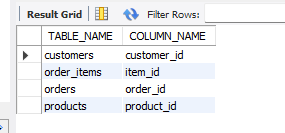 Result Grid Filter Rows:
TABLE_NAME COLUMN_NAME
customers customer_id
order_items item_id
orders order_id
products product_id